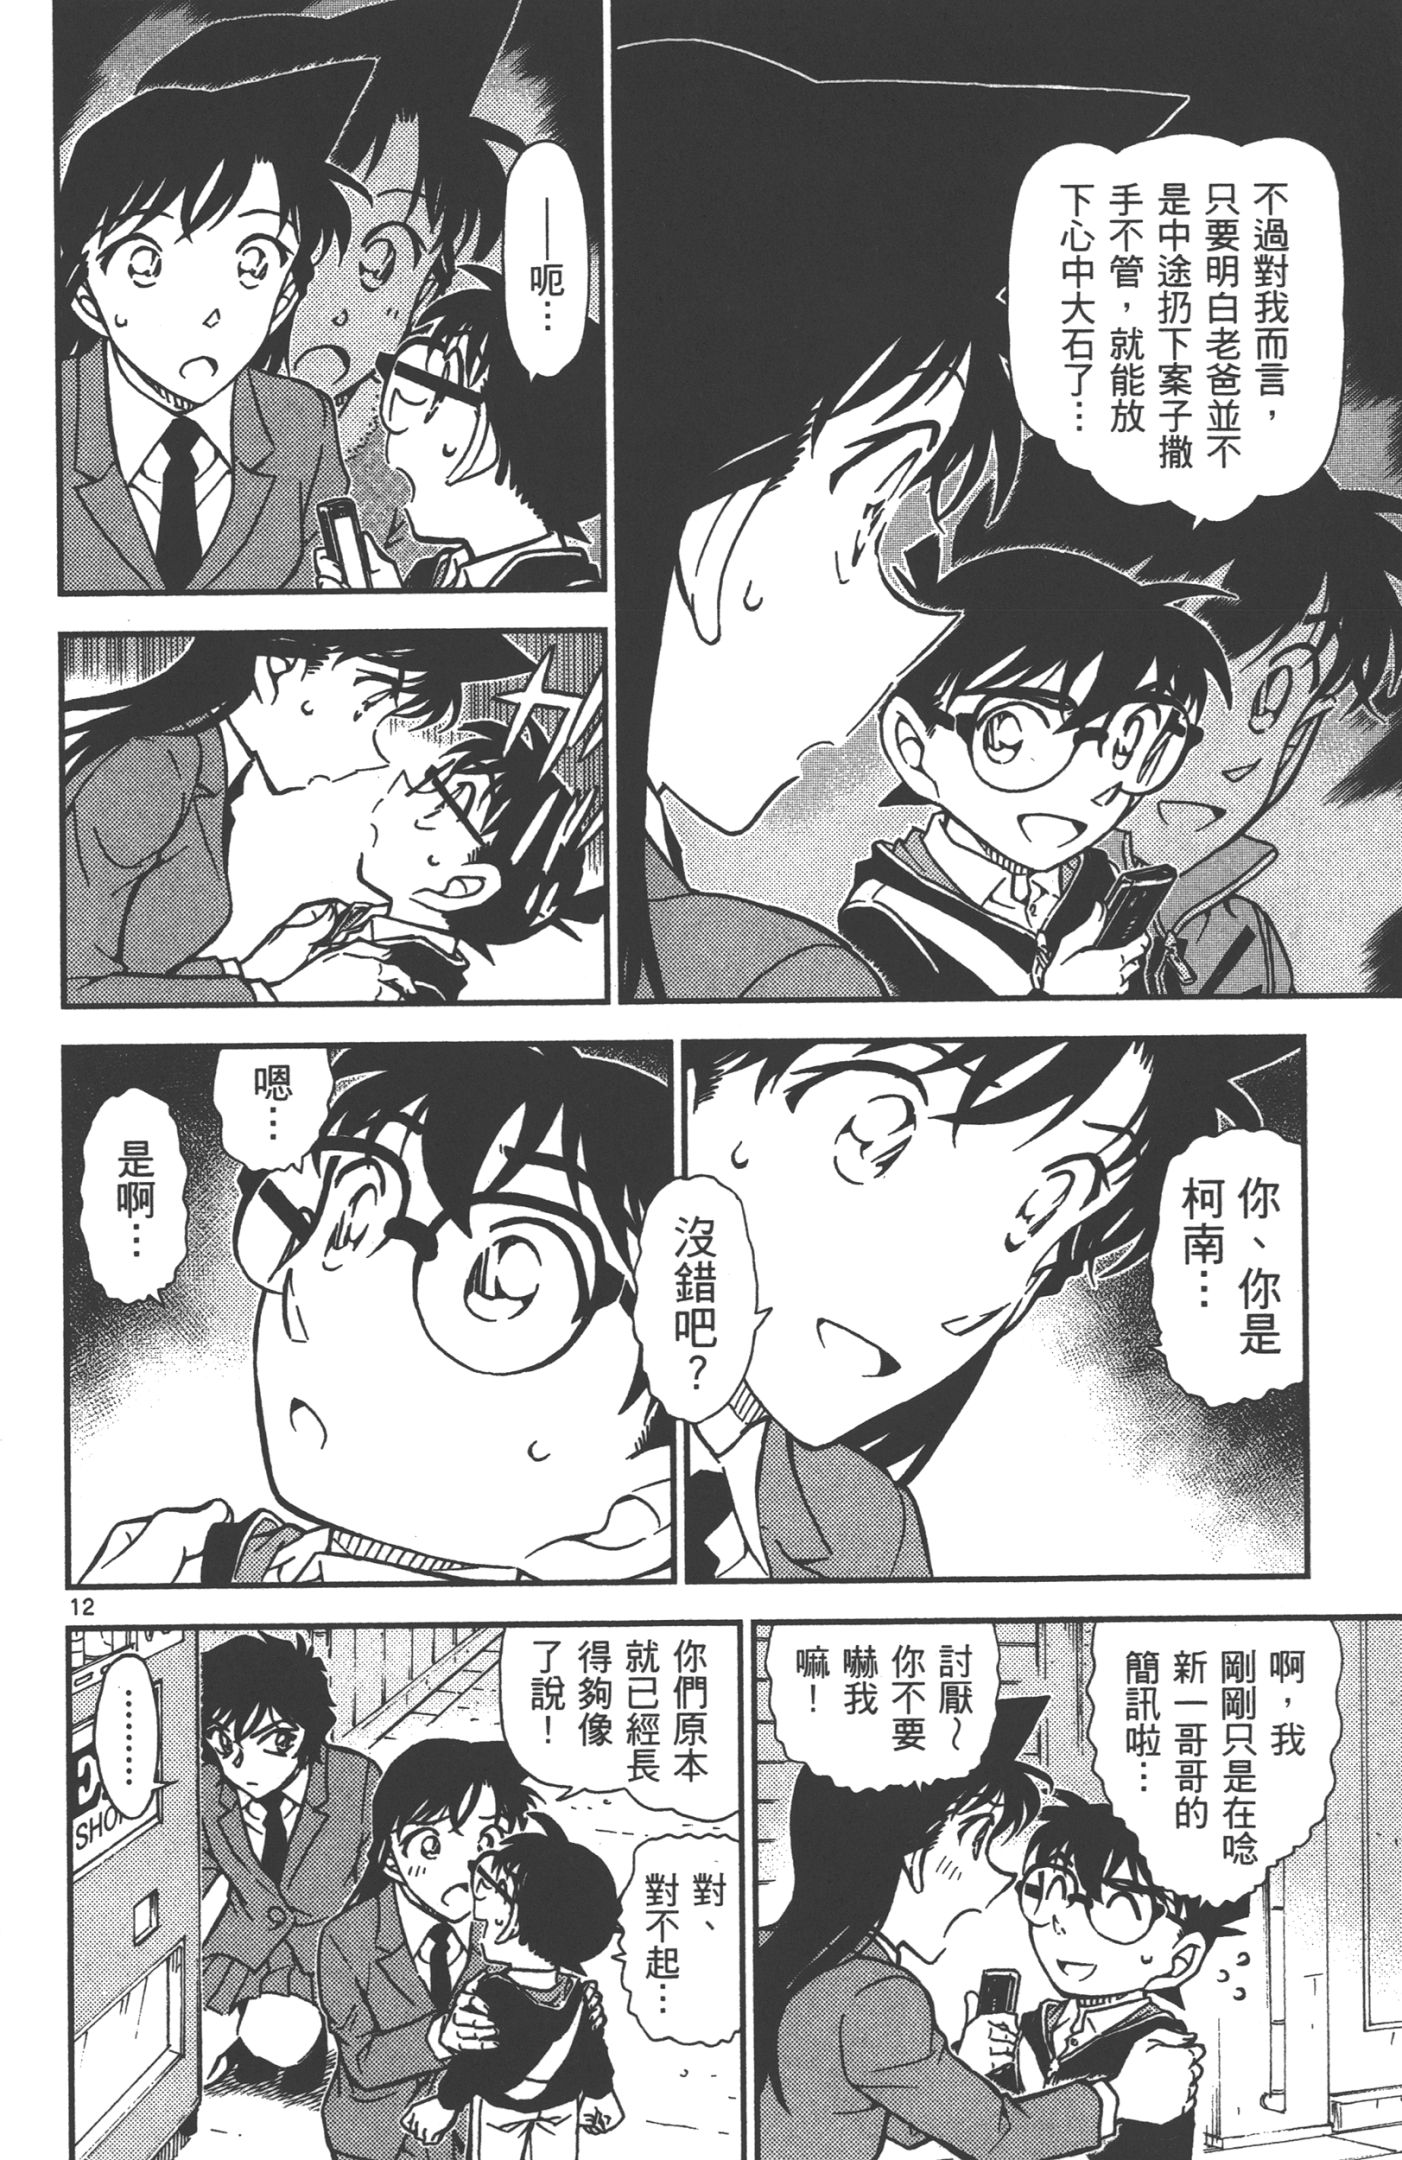 不過對我而言，
只要明白老爸並不
是中途扔下案子撒
手不管，就能放
下心中大石了…
——呃…
你、你是
柯南…
沒錯吧？
嗯…
是啊…
12
啊，我
剛剛只是在唸
新一哥哥的
簡訊啦…
討厭～
你不要
嚇我
嘛！
你們原本
就已經長
得夠像
了說！
對、
對不起…
………
SHO